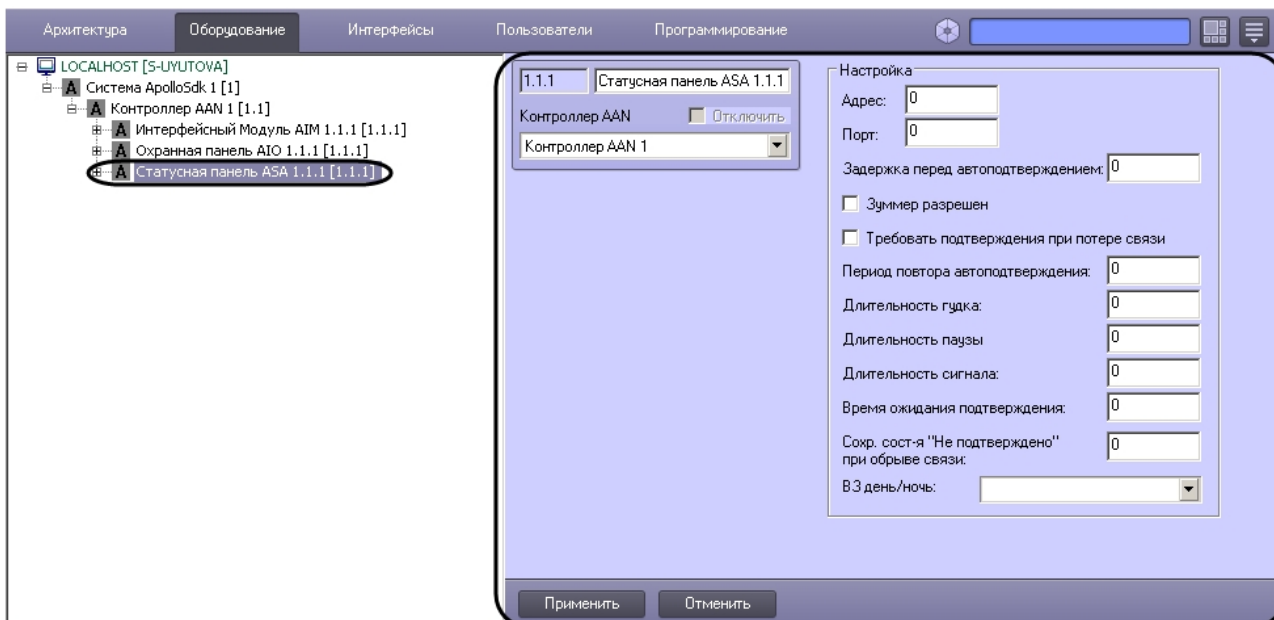 Архитектура Оборудование Интерфейсы Пользователи Программирование
LOCALHOST [S-UYUTOVA]
A Система ApolloSdk 1 [1]
A Контроллер AAN 1 [1.1]
A Интерфейсный Модуль AIM 1.1.1 [1.1.1]
A Охранная панель AIO 1.1.1 [1.1.1]
A Статусная панель ASA 1.1.1 [1.1.1]
1.1.1 Статусная панель ASA 1.1.1
Контроллер AAN Отключить
Контроллер AAN 1
Настройка
Адрес: 0
Порт: 0
Задержка перед автоподтверждением: 0
Зуммер разрешен
Требовать подтверждения при потере связи
Период повтора автоподтверждения: 0
Длительность гудка: 0
Длительность паузы 0
Длительность сигнала: 0
Время ожидания подтверждения: 0
Сохр. сост-я "Не подтверждено" 0
при обрыве связи:
ВЗ день/ночь:
Применить Отменить